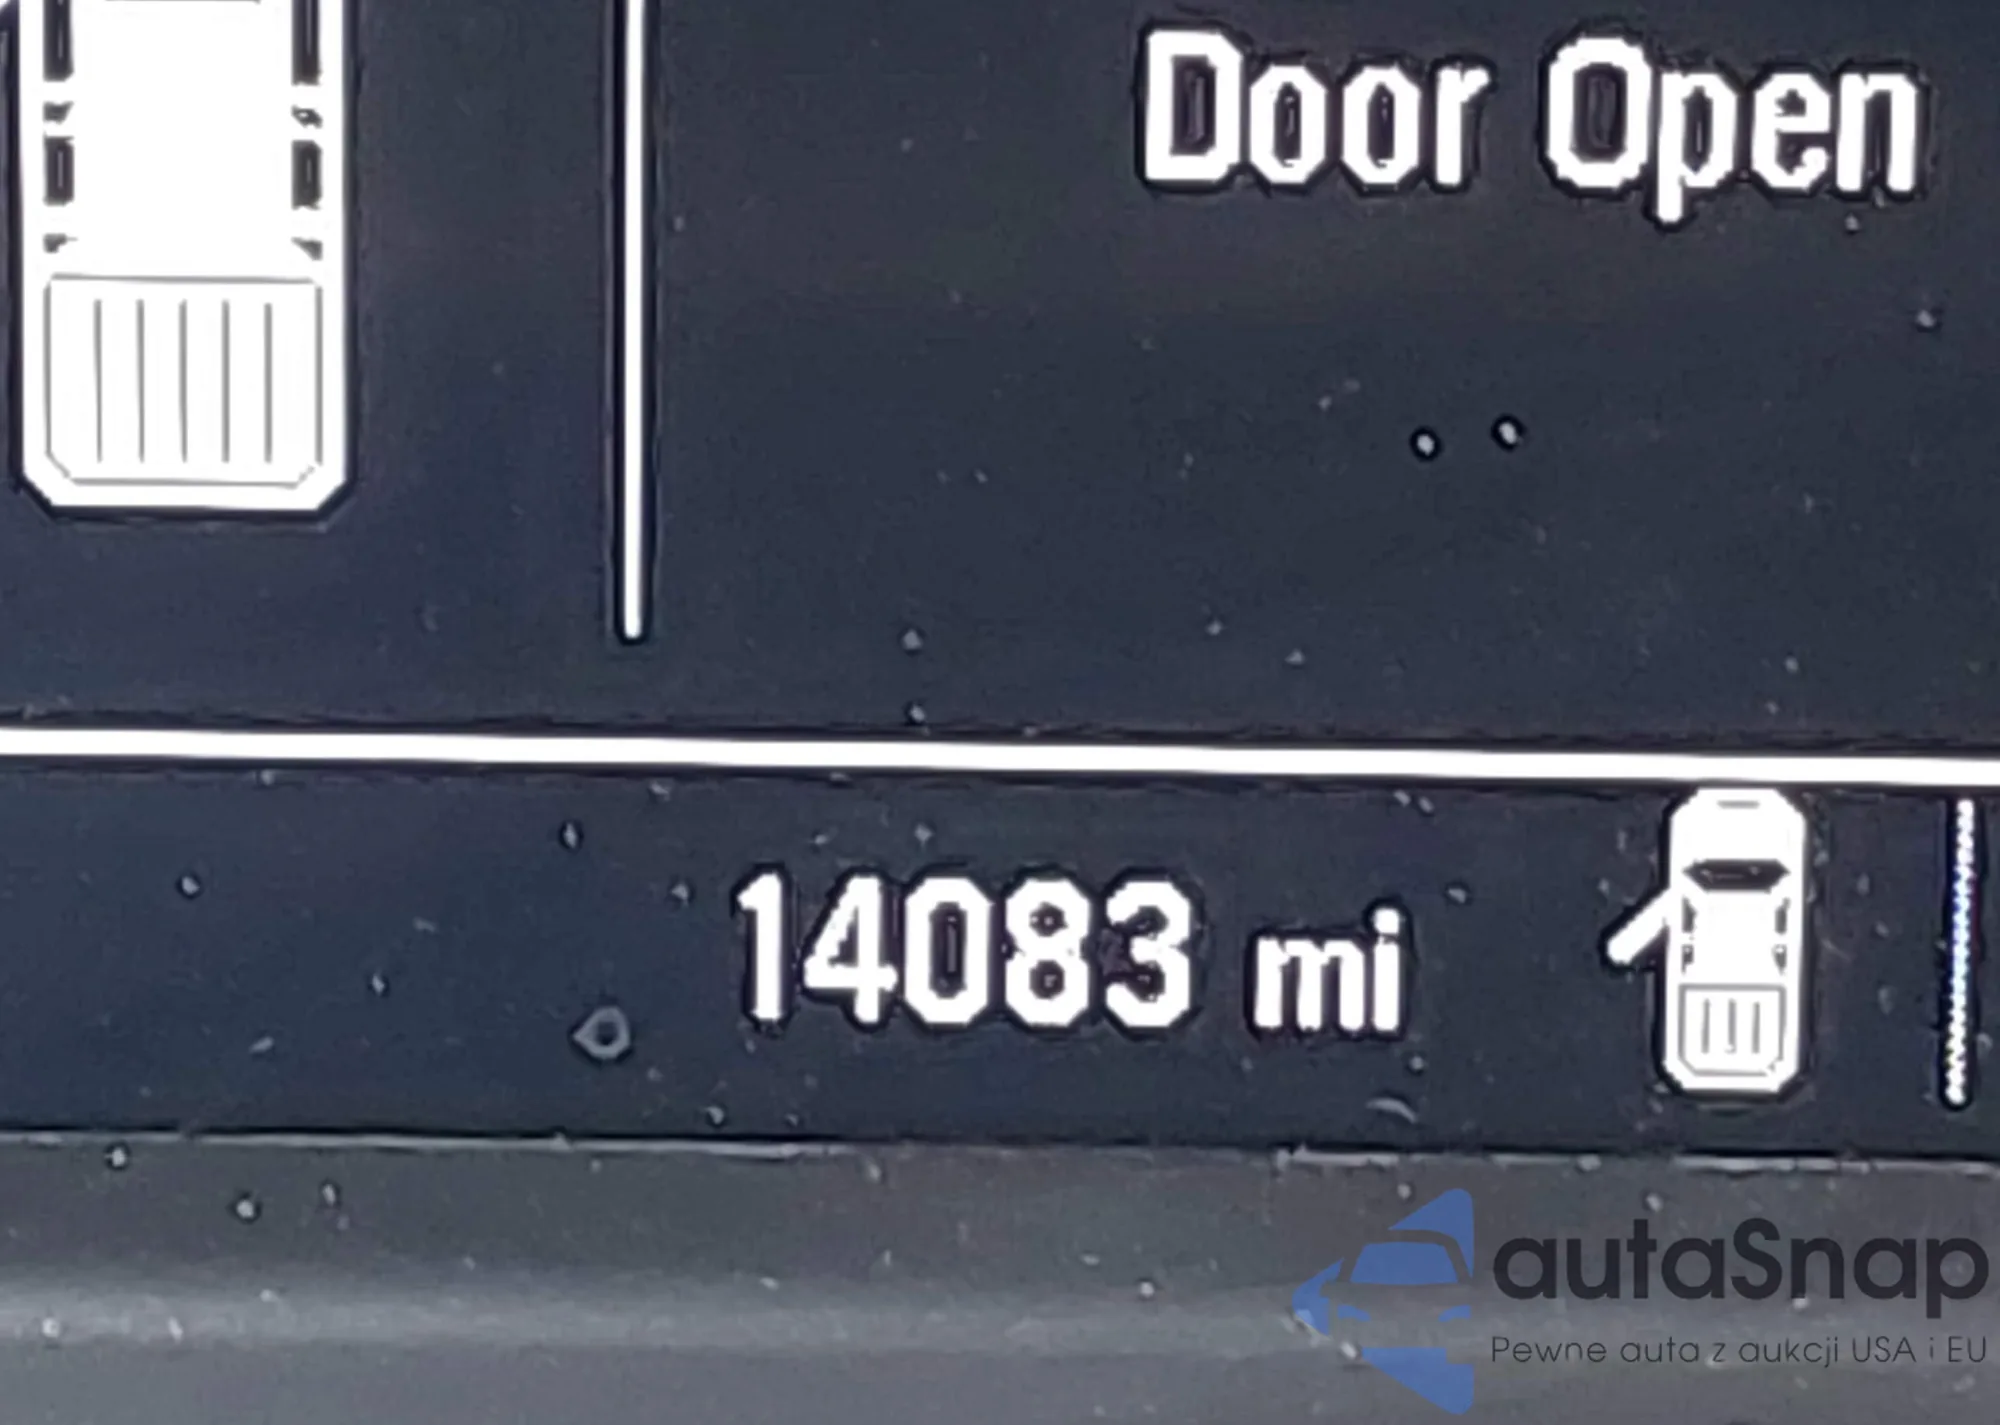 Door Open
14083 mi
autaSnap
Pewne auta z aukcji USA i EU